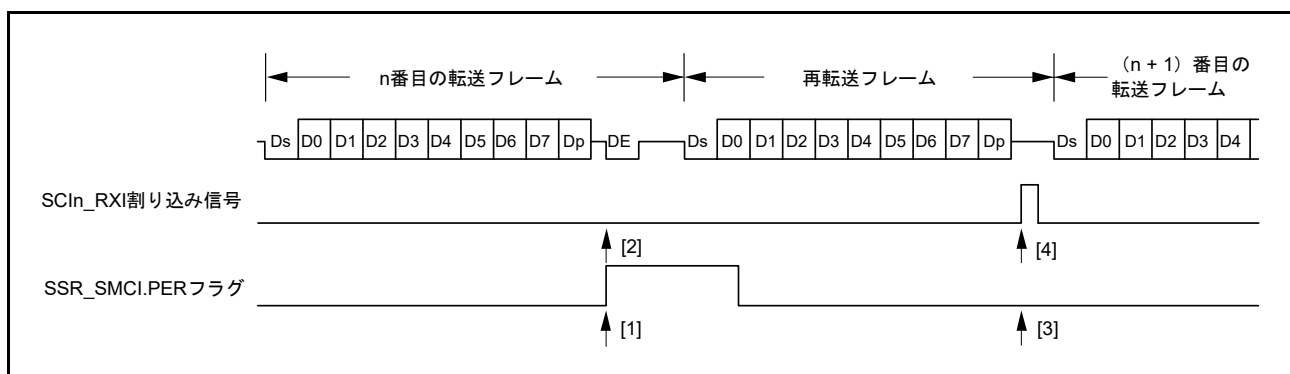 n番目の転送フレーム
再転送フレーム
（n + 1）番目の
転送フレーム
Ds D0 D1 D2 D3 D4 D5 D6 D7 Dp DE Ds D0 D1 D2 D3 D4 D5 D6 D7 Dp Ds D0 D1 D2 D3 D4
SCIn_RXI割り込み信号
[2] [4]
SSR_SMCI.PERフラグ
[1] [3]